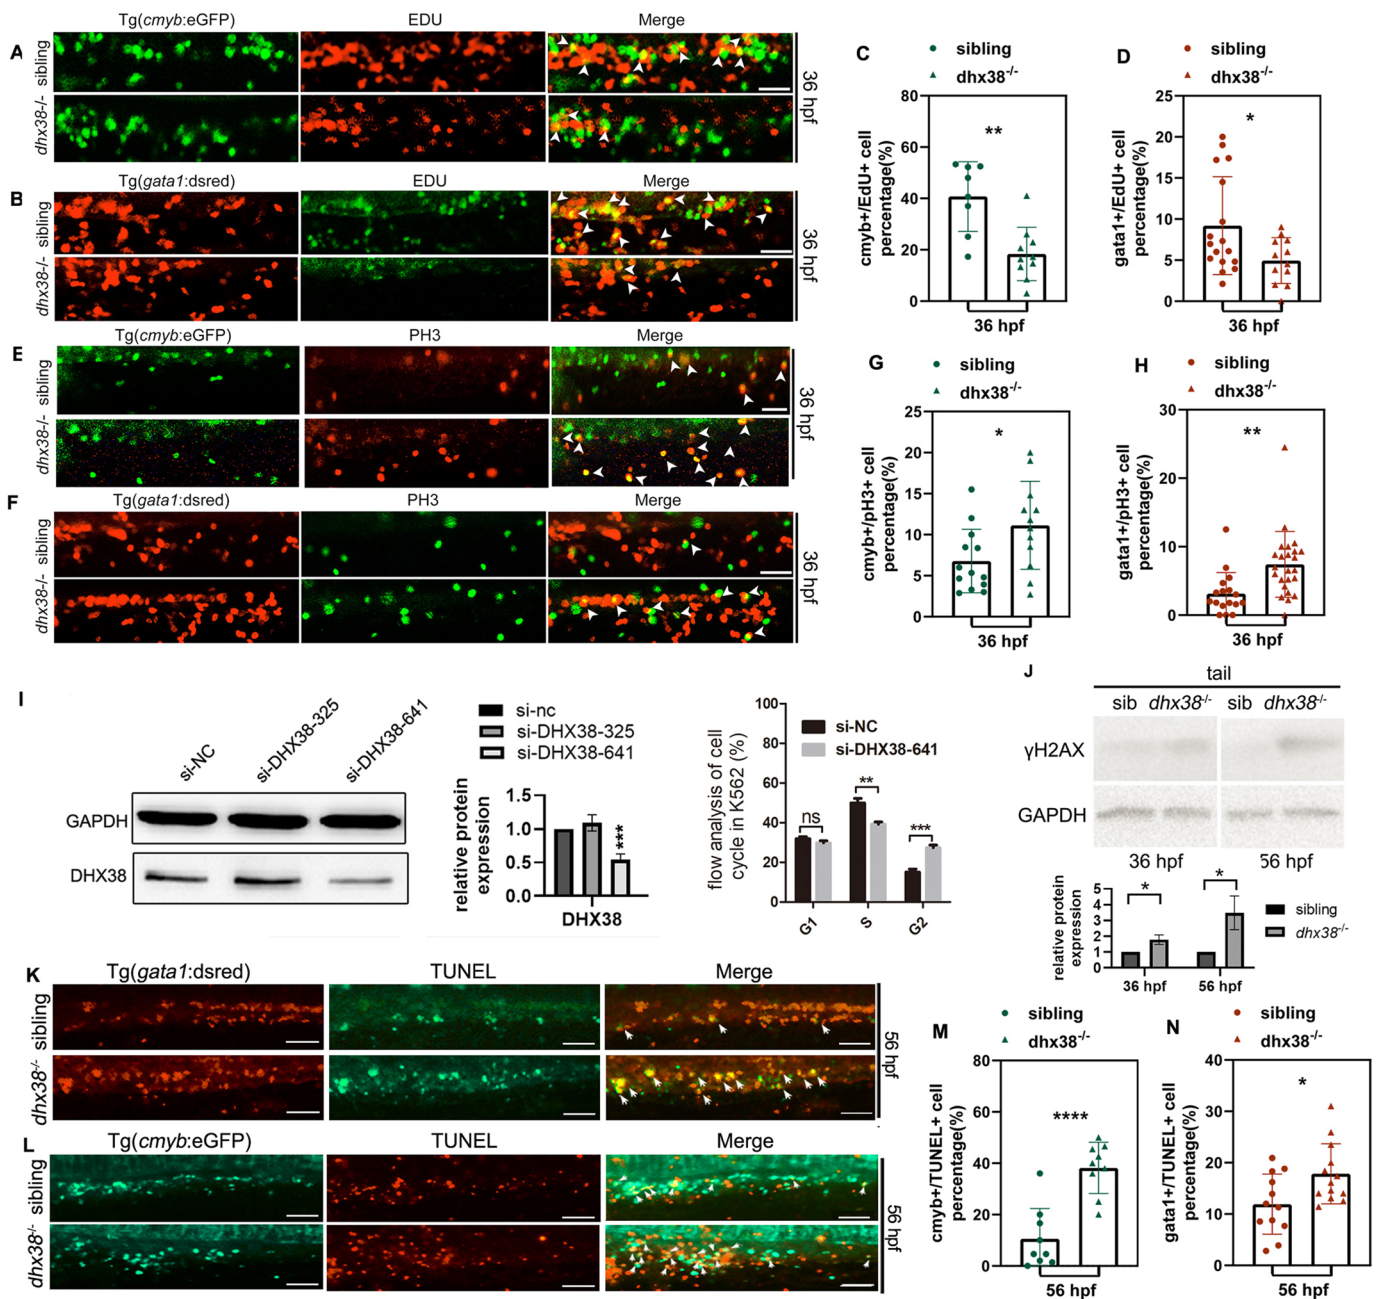 A
Tg(cmyb:eGFP)
EDU
Merge
sibling
dhx38-/-
36 hpf
B
Tg(gata1:dsred)
EDU
Merge
sibling
dhx38-/-
36 hpf
C
sibling
dhx38-/-
cmyb+/EdU+ cell
percentage(%)
80
60
40
20
0
**
36 hpf
D
sibling
dhx38-/-
gata1+/EdU+ cell
percentage(%)
25
20
15
10
5
0
*
36 hpf
E
Tg(cmyb:eGFP)
PH3
Merge
sibling
dhx38-/-
36 hpf
F
Tg(gata1:dsred)
PH3
Merge
sibling
dhx38-/-
36 hpf
G
sibling
dhx38-/-
cmyb+/pH3+ cell
percentage(%)
25
20
15
10
5
0
*
36 hpf
H
sibling
dhx38-/-
gata1+/pH3+ cell
percentage(%)
30
20
10
0
**
36 hpf
I
si-NC
si-DHX38-325
si-DHX38-641
GAPDH
DHX38
si-nc
si-DHX38-325
si-DHX38-641
relative protein
expression
1.5
1.0
0.5
0.0
***
DHX38
flow analysis of cell
cycle in K562 (%)
100
80
60
40
20
0
si-NC
si-DHX38-641
ns
**
***
G1
S
G2
J
tail
sib dhx38-/- sib dhx38-/-
γH2AX
GAPDH
36 hpf
56 hpf
relative protein
expression
5
4
3
2
1
0
*
*
36 hpf
56 hpf
sibling
dhx38-/-
K
Tg(gata1:dsred)
TUNEL
Merge
sibling
dhx38-/-
56 hpf
L
Tg(cmyb:eGFP)
TUNEL
Merge
sibling
dhx38-/-
56 hpf
M
sibling
dhx38-/-
cmyb+/TUNEL+ cell
percentage(%)
80
60
40
20
0
****
56 hpf
N
sibling
dhx38-/-
gata1+/TUNEL+ cell
percentage(%)
40
30
20
10
0
*
56 hpf